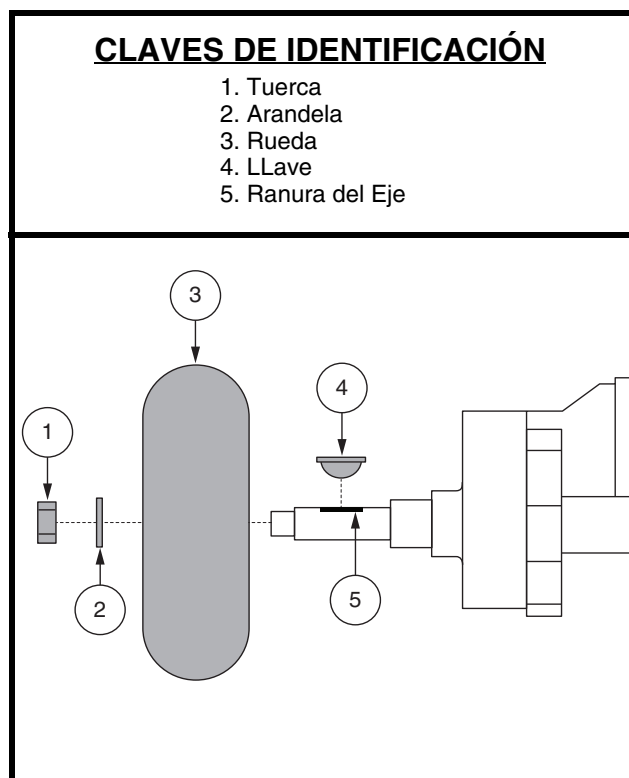 CLAVES DE IDENTIFICACIÓN
1. Tuerca
2. Arandela
3. Rueda
4. LLave
5. Ranura del Eje
3
4
1
2
5